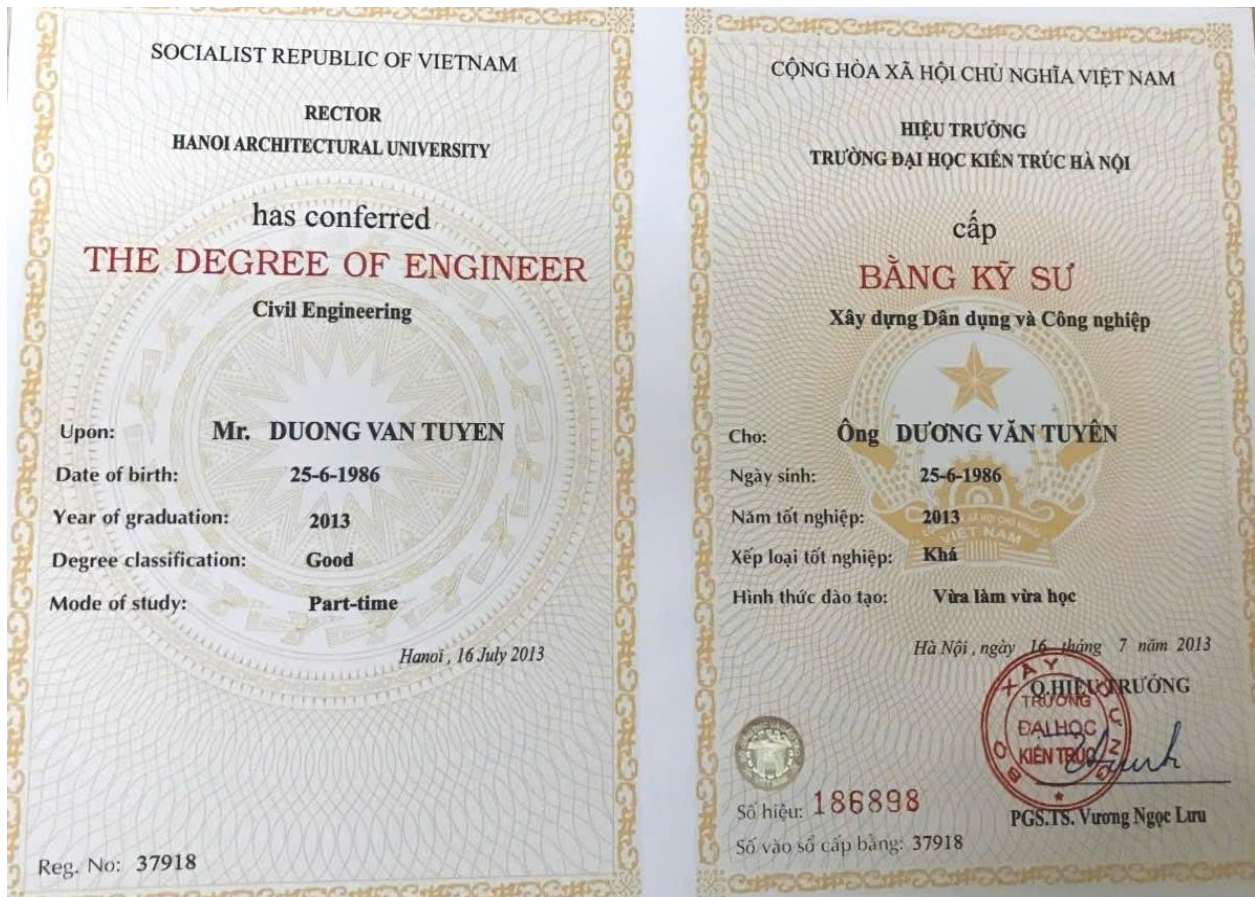 SOCIALIST REPUBLIC OF VIETNAM
RECTOR
HANOI ARCHITECTURAL UNIVERSITY
has conferred
THE DEGREE OF ENGINEER
Civil Engineering
Upon: Mr. DUONG VAN TUYEN
Date of birth: 25-6-1986
Year of graduation: 2013
Degree classification: Good
Mode of study: Part-time
Hanoi, 16 July 2013
Reg. No: 37918
CỘNG HÒA XÃ HỘI CHỦ NGHĨA VIỆT NAM
HIỆU TRƯỞNG
TRƯỜNG ĐẠI HỌC KIẾN TRÚC HÀ NỘI
cấp
BẰNG KỸ SƯ
Xây dựng Dân dụng và Công nghiệp
Cho: Ông DƯƠNG VĂN TUYÊN
Ngày sinh: 25-6-1986
Năm tốt nghiệp: 2013
VIET NAM
Xếp loại tốt nghiệp: Khá
Hình thức đào tạo: Vừa làm vừa học
Hà Nội, ngày 16 tháng 7 năm 2013
Q.HIỆU TRƯỞNG
BỘ XÂY DỰNG
TRƯỜNG
ĐẠI HỌC
KIẾN TRÚC
Số hiệu: 186898
PGS.TS. Vương Ngọc Lưu
Số vào sổ cấp bằng: 37918